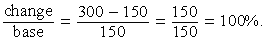 change/base = (300 − 150)/150 = 150/150 = 100%.